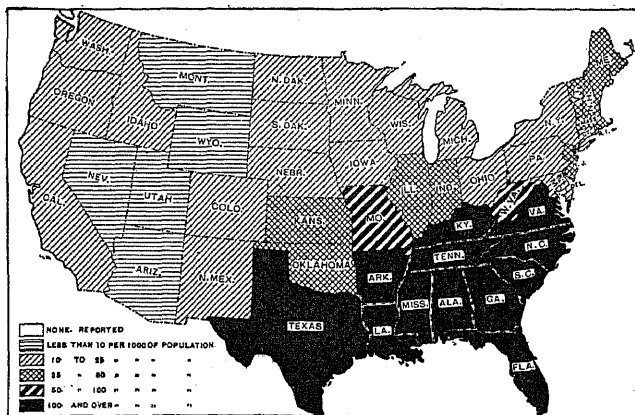 WASH.
MONT.
N. DAK.
MINN.
OREGON
IDAHO
WYO.
S. DAK.
WIS.
MICH.
N.Y.
NEBR.
IOWA
PA.
NEV.
UTAH
COLO.
KANS.
MO.
ILL.
IND.
OHIO
W. VA.
VA.
KY.
CAL.
ARIZ.
N. MEX.
OKLAHOMA
ARK.
TENN.
N.C.
S.C.
TEXAS
LA.
MISS.
ALA.
GA.
FLA.
NONE REPORTED
LESS THAN 10 PER 1000 OF POPULATION
10 TO 25 " " " "
25 " 50 " " " "
50 " 100 " " " "
100 AND OVER " " " "